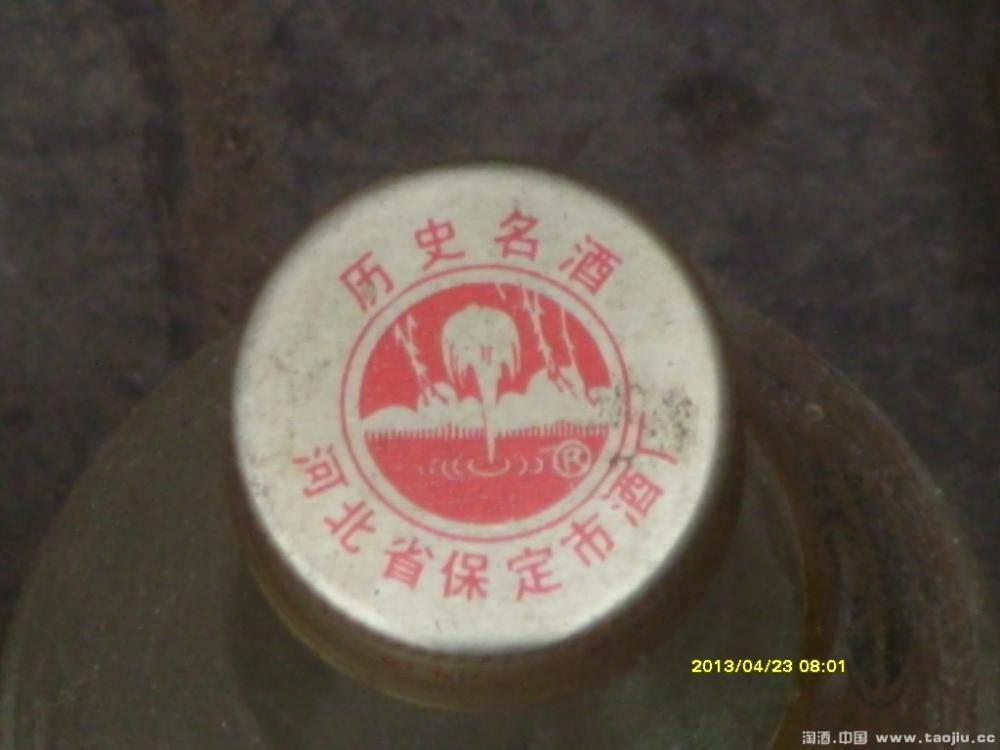 历史名酒
®
河北省保定市酒厂
2013/04/23 08:01
淘酒.中国 www.taojiu.cc